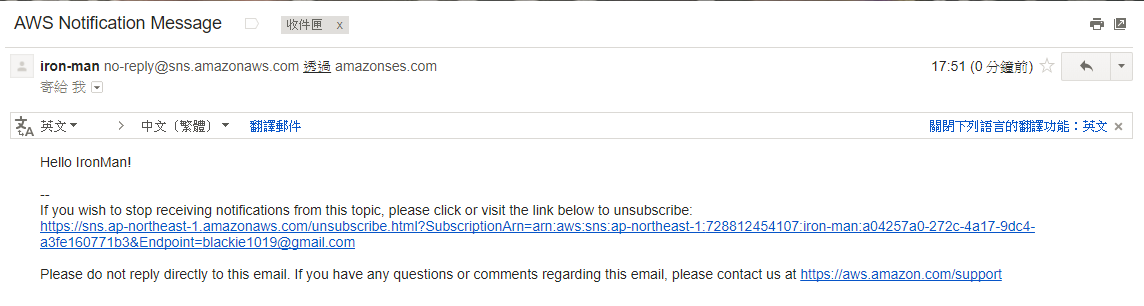 AWS Notification Message 收件匣 x
iron-man no-reply@sns.amazonaws.com 透過 amazonses.com 17:51 (0 分鐘前)
寄給 我
英文 > 中文（繁體） 翻譯郵件 關閉下列語言的翻譯功能：英文 ×
Hello IronMan!
--
If you wish to stop receiving notifications from this topic, please click or visit the link below to unsubscribe:
https://sns.ap-northeast-1.amazonaws.com/unsubscribe.html?SubscriptionArn=arn:aws:sns:ap-northeast-1:728812454107:iron-man:a04257a0-272c-4a17-9dc4-
a3fe160771b3&Endpoint=blackie1019@gmail.com
Please do not reply directly to this email. If you have any questions or comments regarding this email, please contact us at https://aws.amazon.com/support